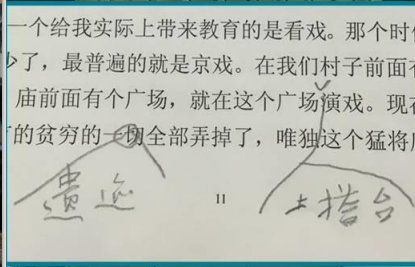 一个给我实际上带来教育的是看戏。那个时
少了，最普遍的就是京戏。在我们村子前面
庙前面有个广场，就在这个广场演戏。现
的贫穷的一切全部弄掉了，唯独这个猛将
遗迹
11
土搭台